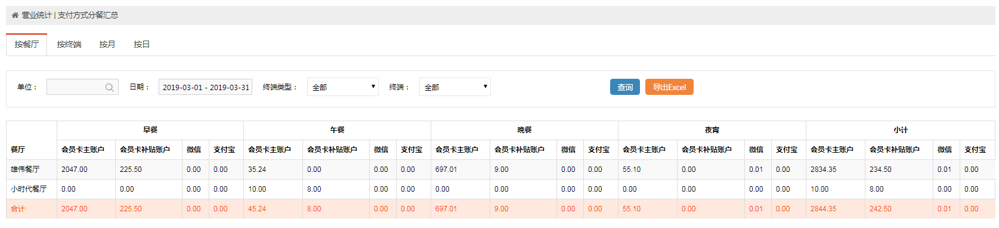 营业统计 | 支付方式分餐汇总
按餐厅 按终端 按月 按日
单位： 日期： 2019-03-01 - 2019-03-31 终端类型： 全部 终端： 全部 查询 导出Excel
早餐 午餐 晚餐 夜宵 小计
餐厅 会员卡主账户 会员卡补贴账户 微信 支付宝 会员卡主账户 会员卡补贴账户 微信 支付宝 会员卡主账户 会员卡补贴账户 微信 支付宝 会员卡主账户 会员卡补贴账户 微信 支付宝 会员卡主账户 会员卡补贴账户 微信 支付宝
雄伟餐厅 2047.00 225.50 0.00 0.00 35.24 0.00 0.00 0.00 697.01 9.00 0.00 0.00 55.10 0.00 0.01 0.00 2834.35 234.50 0.01 0.00
小时代餐厅 0.00 0.00 0.00 0.00 10.00 8.00 0.00 0.00 0.00 0.00 0.00 0.00 0.00 0.00 0.00 0.00 10.00 8.00 0.00 0.00
合计 2047.00 225.50 0.00 0.00 45.24 8.00 0.00 0.00 697.01 9.00 0.00 0.00 55.10 0.00 0.01 0.00 2844.35 242.50 0.01 0.00